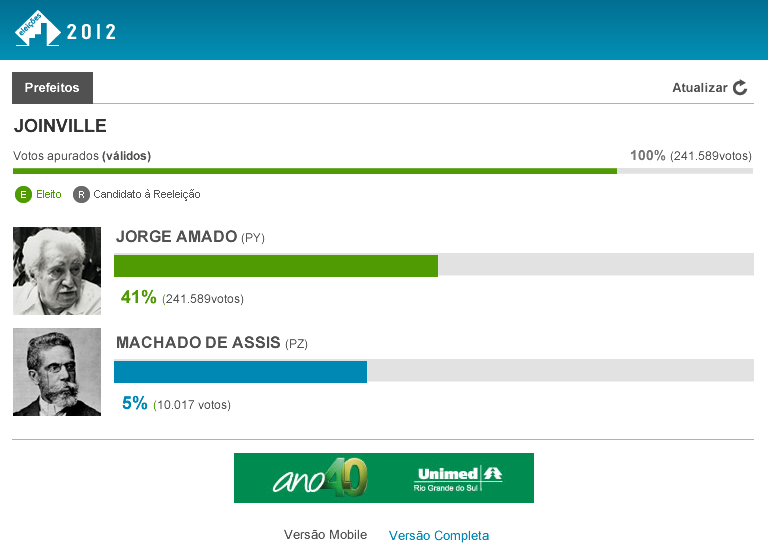 eleições 2012
Prefeitos
Atualizar
JOINVILLE
Votos apurados (válidos) 100% (241.589votos)
E Eleito R Candidato à Reeleição
JORGE AMADO (PY)
41% (241.589votos)
MACHADO DE ASSIS (PZ)
5% (10.017 votos)
ano 40
Unimed
Rio Grande do Sul
Versão Mobile Versão Completa